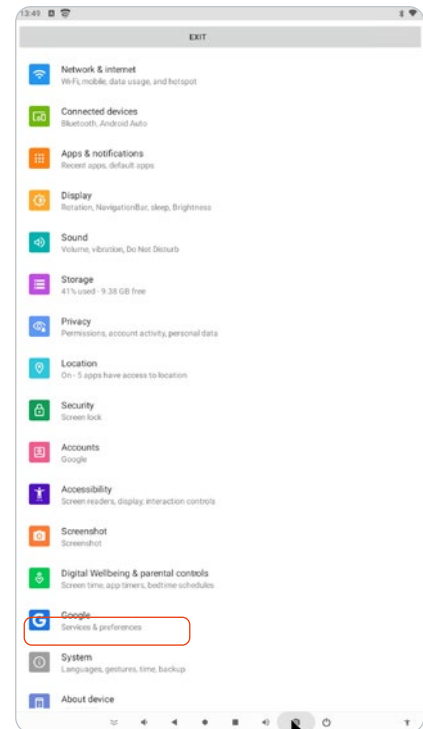 13:49
EXIT
Network & internet
Wi-Fi, mobile, data usage, and hotspot
Connected devices
Bluetooth, Android Auto
Apps & notifications
Recent apps, default apps
Display
Rotation, NavigationBar, sleep, Brightness
Sound
Volume, vibration, Do Not Disturb
Storage
41% used - 9.38 GB free
Privacy
Permissions, account activity, personal data
Location
On - 5 apps have access to location
Security
Screen lock
Accounts
Google
Accessibility
Screen readers, display, interaction controls
Screenshot
Screenshot
Digital Wellbeing & parental controls
Screen time, app timers, bedtime schedules
Google
Services & preferences
System
Languages, gestures, time, backup
About device